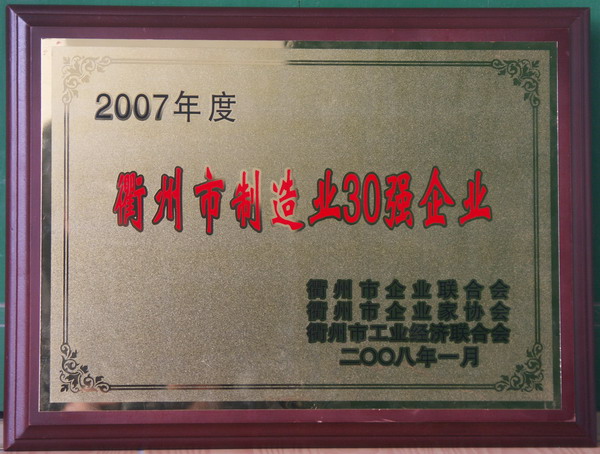 2007年度
衢州市制造业30强企业
衢州市企业联合会
衢州市企业家协会
衢州市工业经济联合会
二〇〇八年一月